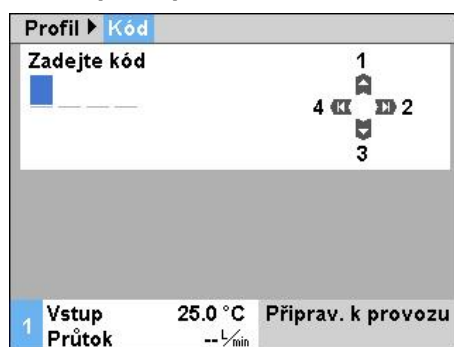 Profil ▶ Kód
Zadejte kód
1
4 2
3
1 Vstup 25.0 °C Připrav. k provozu
Průtok -- L/min